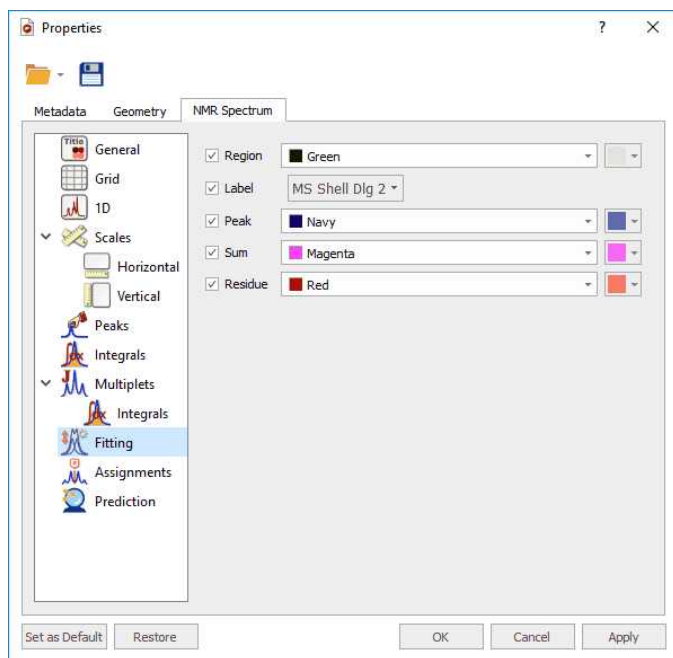 Properties
?
Metadata Geometry NMR Spectrum
General
Grid
1D
Scales
Horizontal
Vertical
Peaks
Integrals
Multiplets
Integrals
Fitting
Assignments
Prediction
Region Green
Label MS Shell Dlg 2
Peak Navy
Sum Magenta
Residue Red
Set as Default Restore OK Cancel Apply